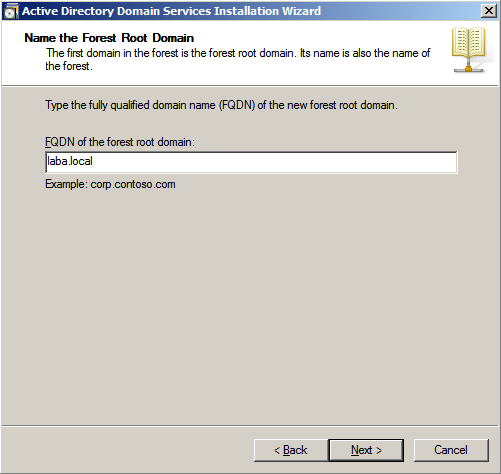 Active Directory Domain Services Installation Wizard
Name the Forest Root Domain
The first domain in the forest is the forest root domain. Its name is also the name of
the forest.
Type the fully qualified domain name (FQDN) of the new forest root domain.
FQDN of the forest root domain:
laba.local
Example: corp.contoso.com
< Back
Next >
Cancel